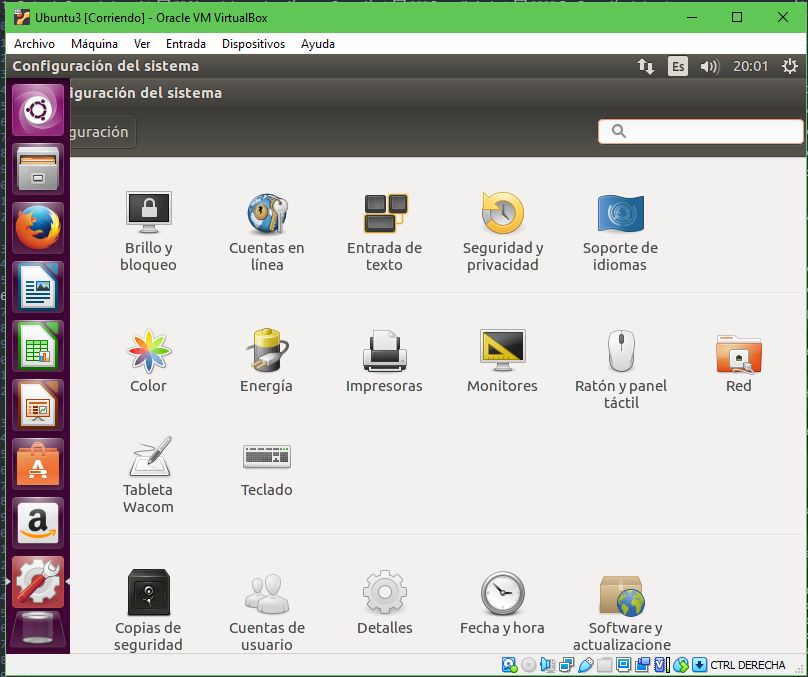 Ubuntu3 [Corriendo] - Oracle VM VirtualBox
Archivo Máquina Ver Entrada Dispositivos Ayuda
Configuración del sistema
Es
20:01
iguración del sistema
guración
Brillo y
bloqueo
Cuentas en
línea
Entrada de
texto
Seguridad y
privacidad
Soporte de
idiomas
Color
Energía
Impresoras
Monitores
Ratón y panel
táctil
Red
Tableta
Wacom
Teclado
Copias de
seguridad
Cuentas de
usuario
Detalles
Fecha y hora
Software y
actualizacione
CTRL DERECHA